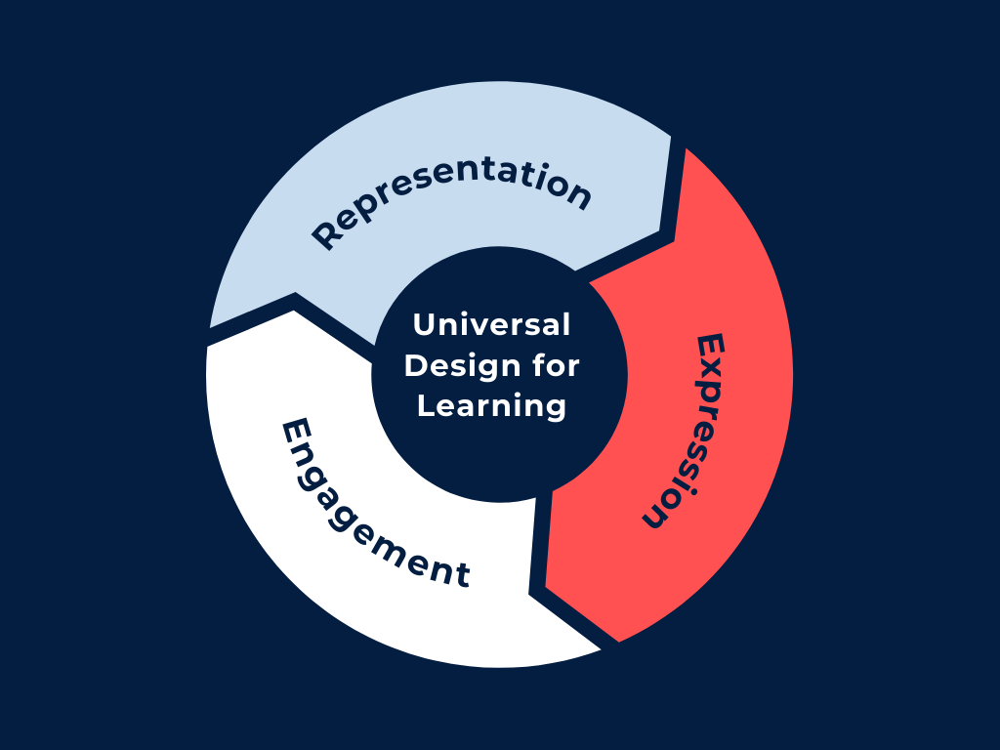 Representation
Expression
Engagement
Universal
Design for
Learning